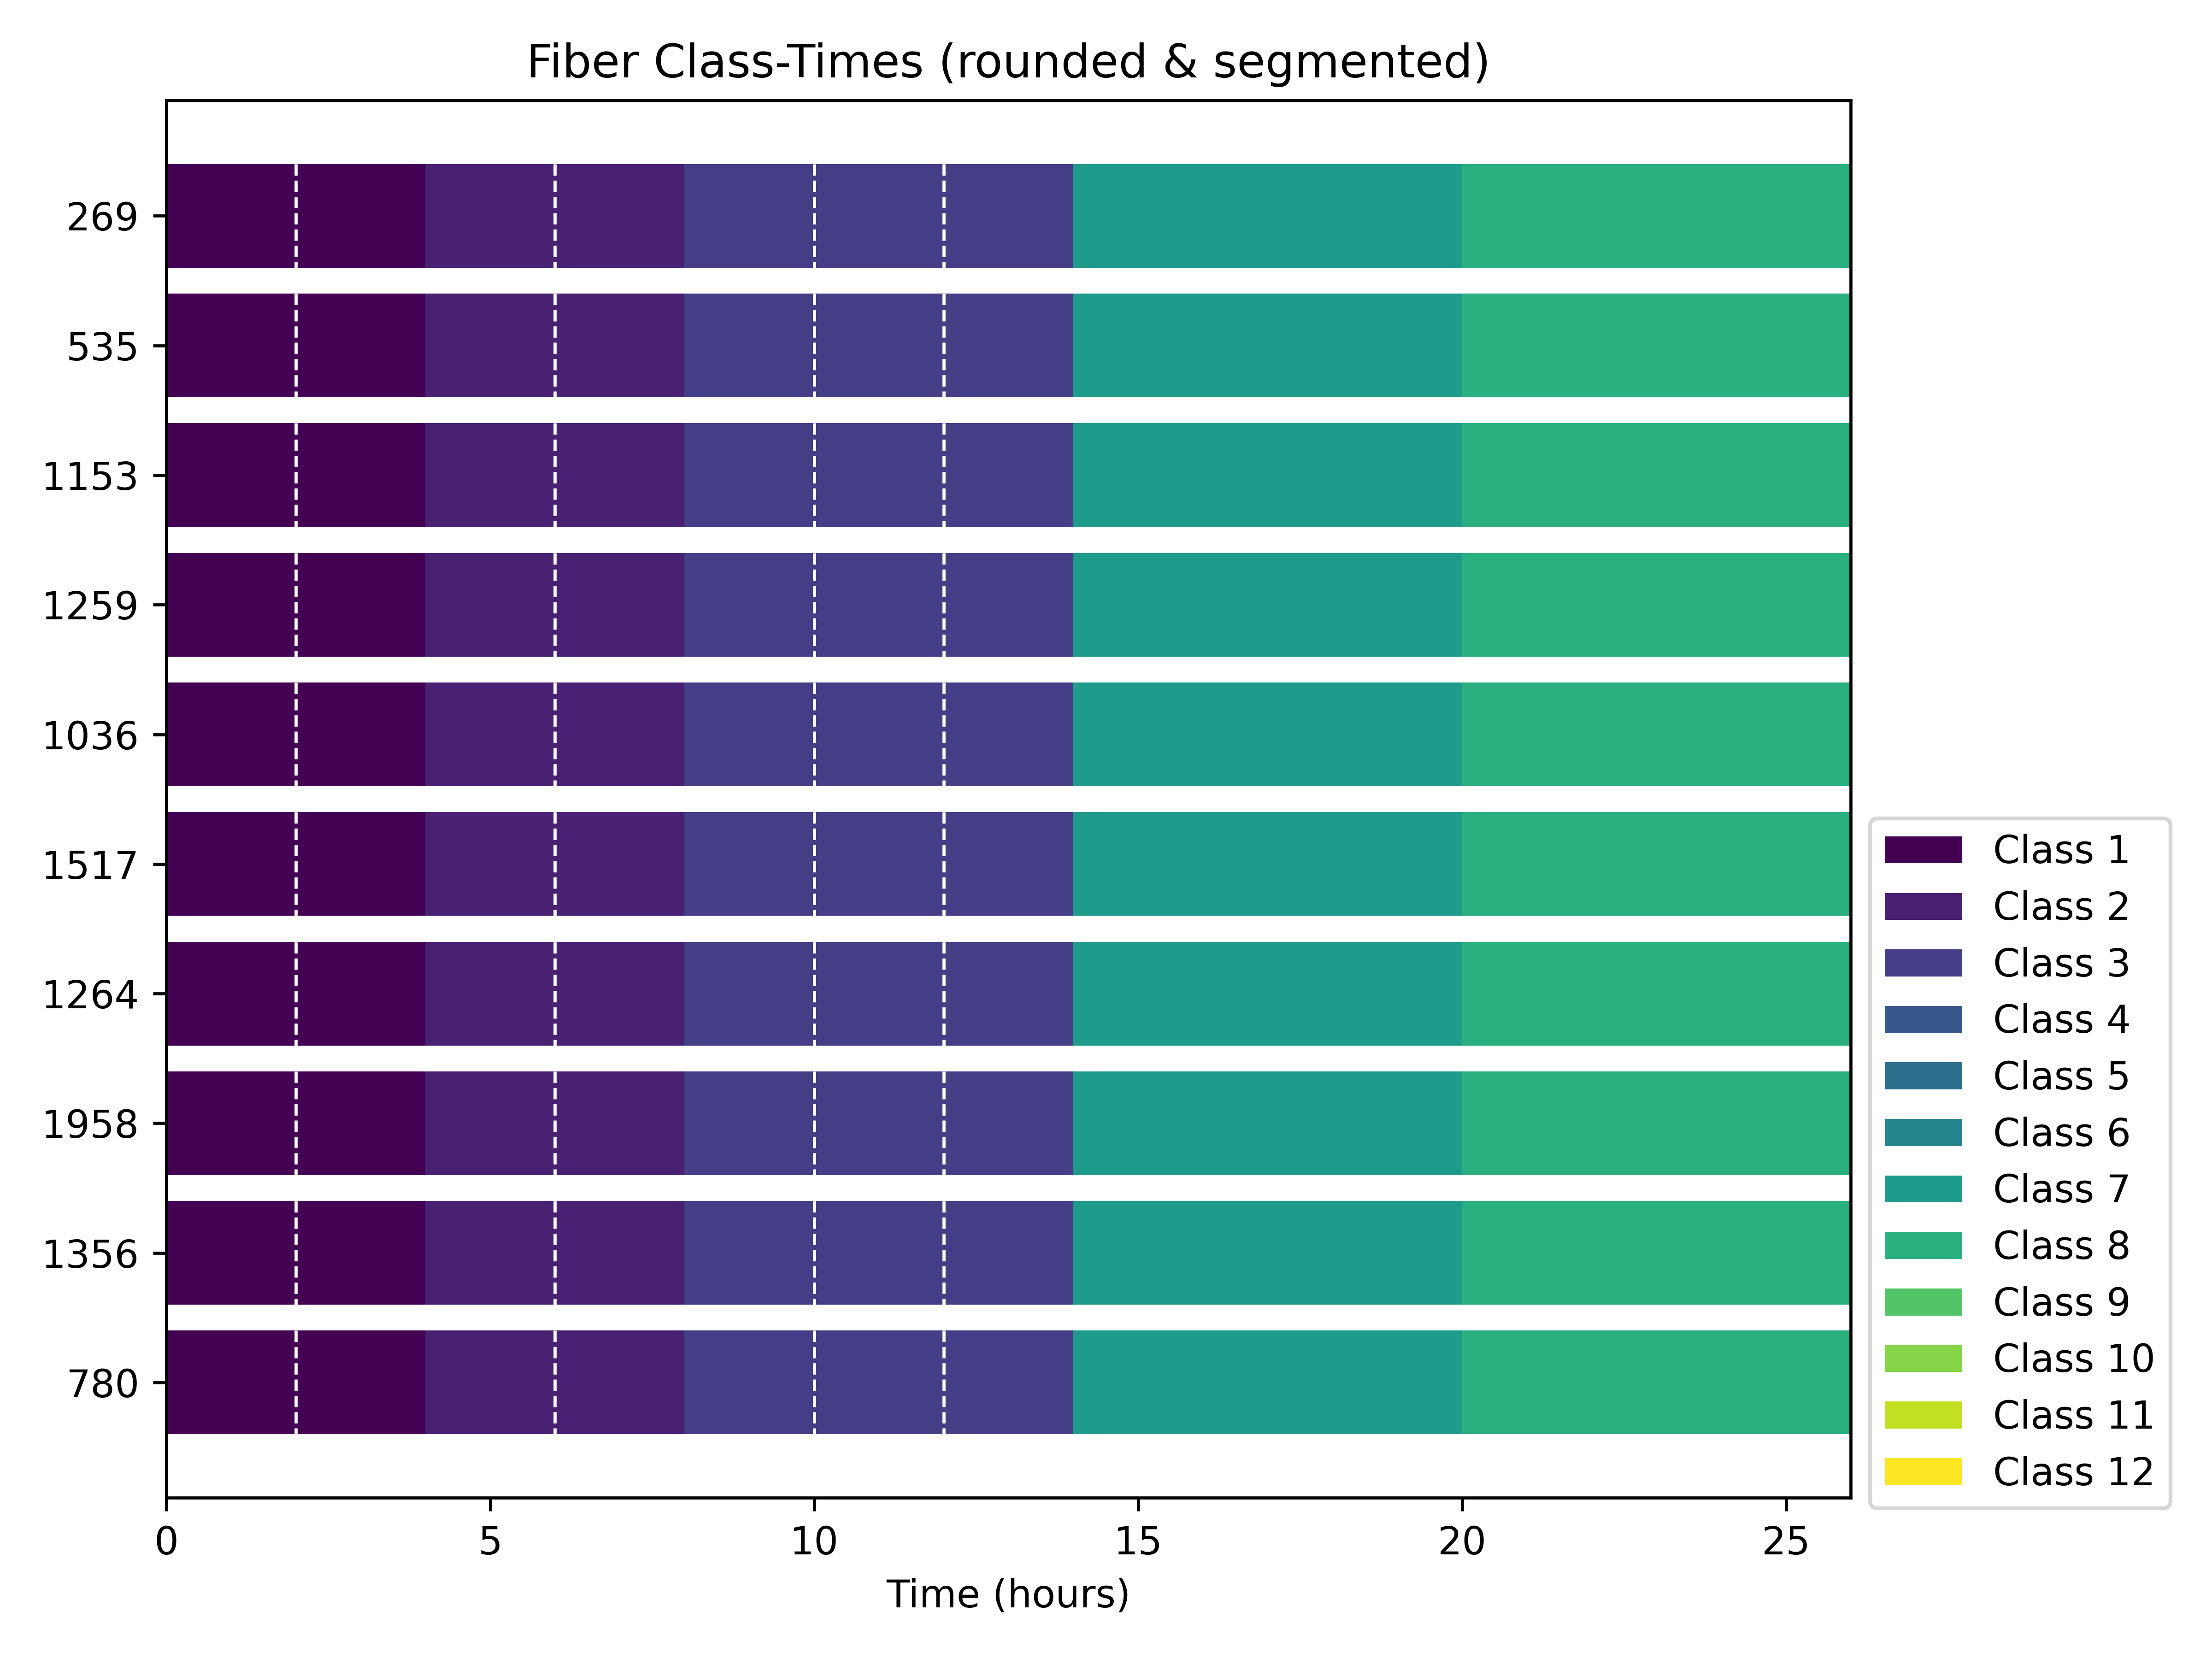 Fiber Class-Times (rounded & segmented)
269
535
1153
1259
1036
1517
1264
1958
1356
780
Class 1
Class 2
Class 3
Class 4
Class 5
Class 6
Class 7
Class 8
Class 9
Class 10
Class 11
Class 12
0 5 10 15 20 25
Time (hours)